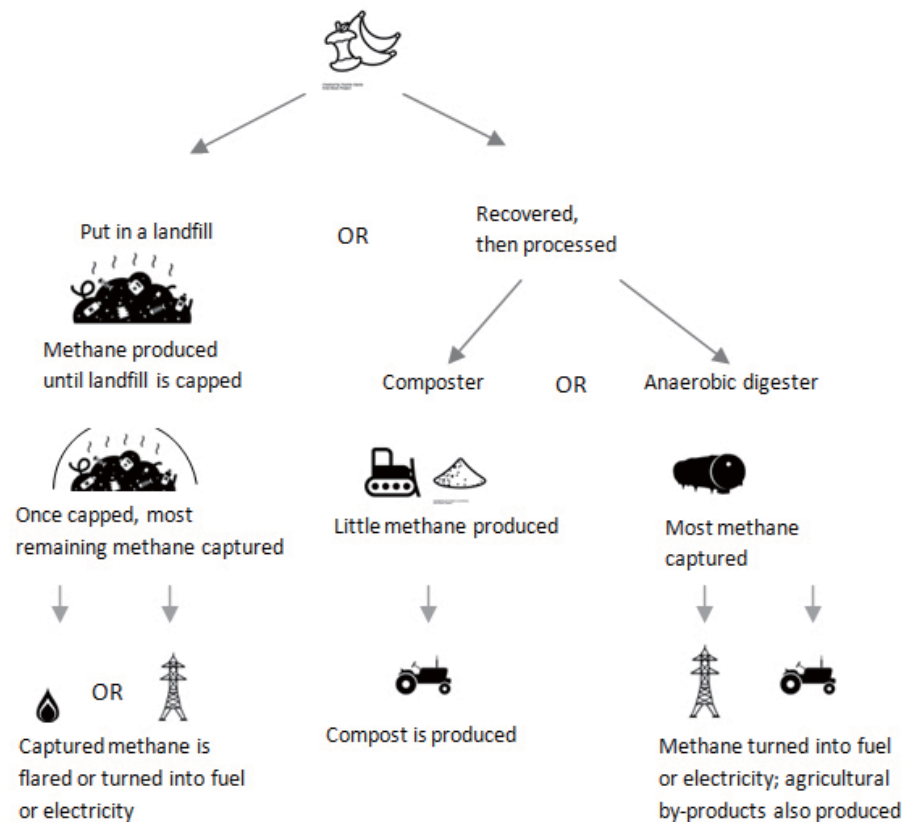 Put in a landfill
OR
Recovered,
then processed
Methane produced
until landfill is capped
Composter
OR
Anaerobic digester
Once capped, most
remaining methane captured
Little methane produced
Most methane
captured
OR
Captured methane is
flared or turned into fuel
or electricity
Compost is produced
Methane turned into fuel
or electricity; agricultural
by-products also produced